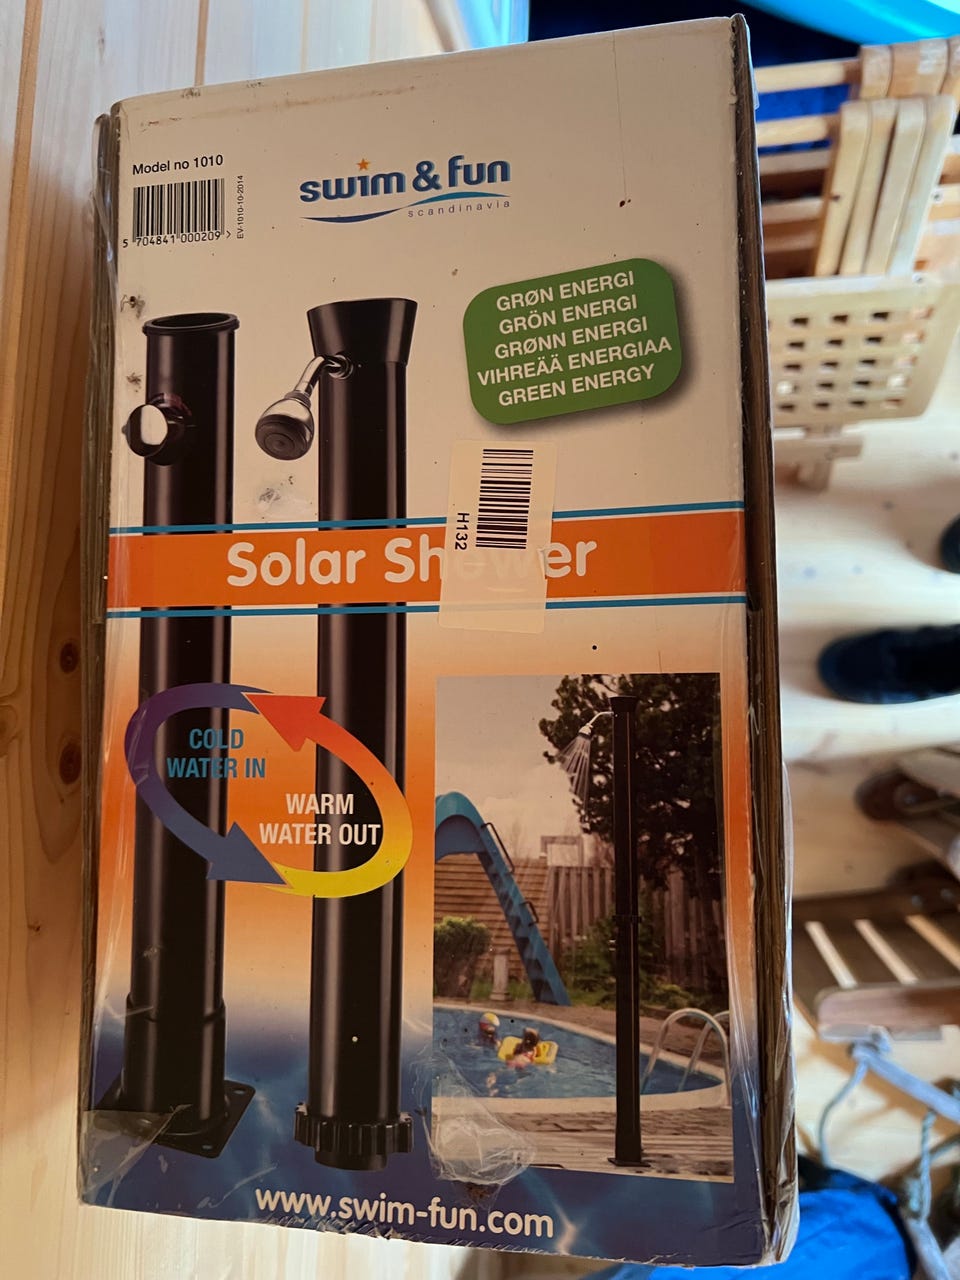 Model no 1010
5 704841 000209 >
EV-1010-10-2014
swim & fun
scandinavia
GRØN ENERGI
GRÖN ENERGI
GRØNN ENERGI
VIHREÄÄ ENERGIAA
GREEN ENERGY
H132
Solar Shower
COLD
WATER IN
WARM
WATER OUT
www.swim-fun.com